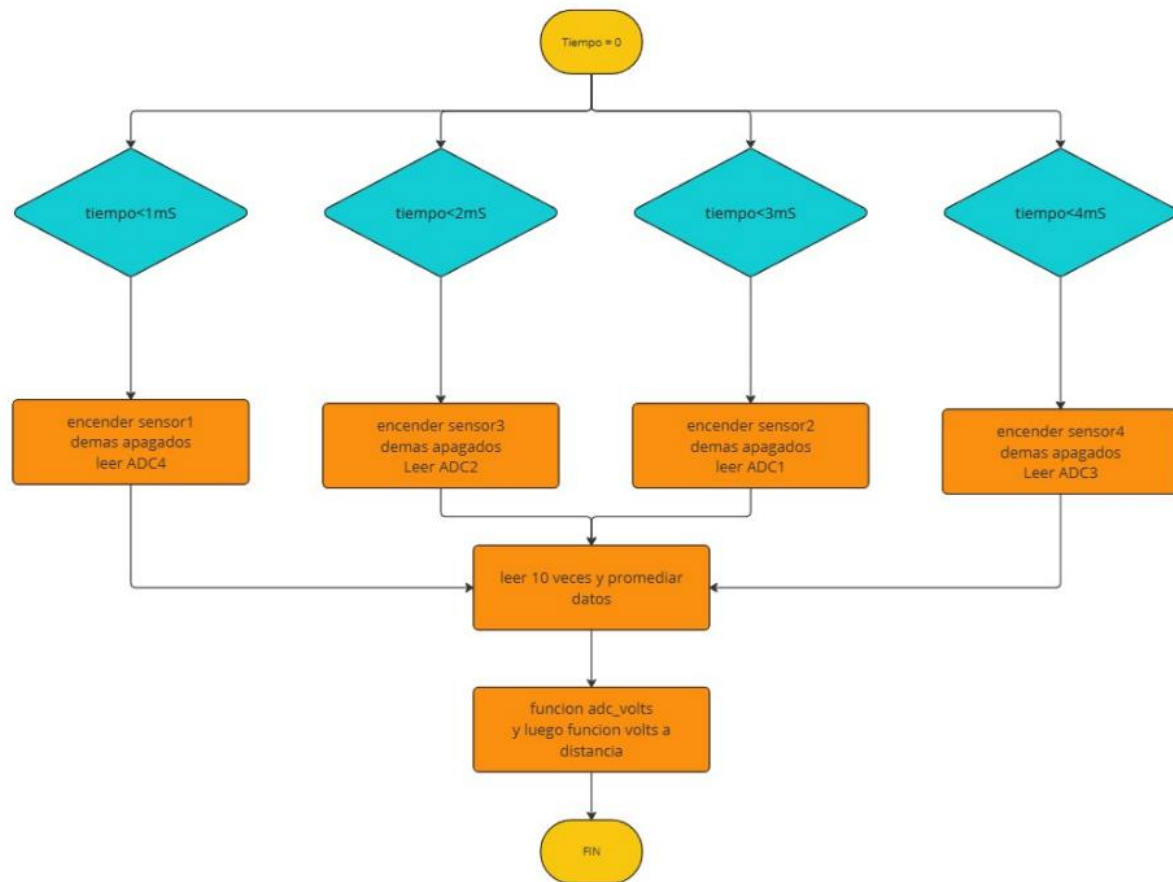 Tiempo = 0
tiempo<1mS
tiempo<2mS
tiempo<3mS
tiempo<4mS
encender sensor1
demas apagados
leer ADC4
encender sensor3
demas apagados
Leer ADC2
encender sensor2
demas apagados
leer ADC1
encender sensor4
demas apagados
Leer ADC3
leer 10 veces y promediar
datos
funcion adc_volts
y luego funcion volts a
distancia
FIN